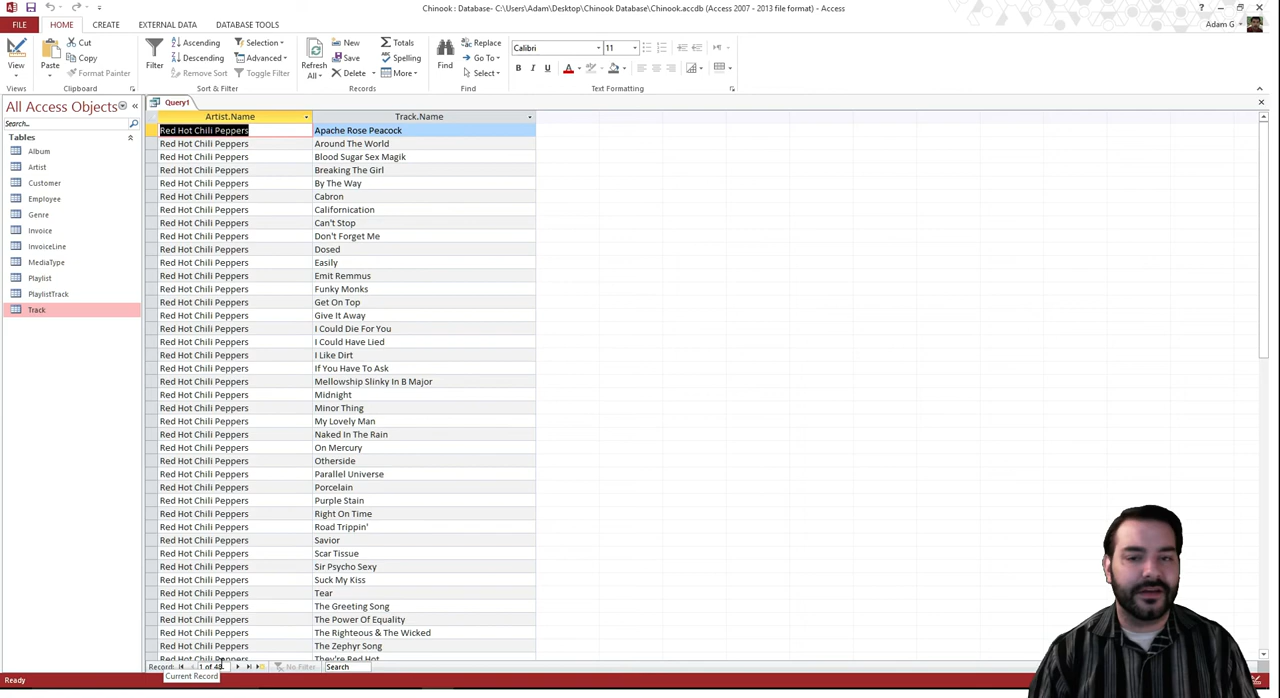 Chinook : Database- C:\Users\Adam\Desktop\Chinook Database\Chinook.accdb (Access 2007 - 2013 file format) - Access
FILE HOME CREATE EXTERNAL DATA DATABASE TOOLS Adam G
View Paste Cut Copy Format Painter Filter Ascending Descending Remove Sort Selection Advanced Toggle Filter Refresh All New Save Delete Totals Spelling More Find Replace Go To Select Calibri 11 B I U A
Views Clipboard Sort & Filter Records Find Text Formatting
All Access Objects
Search...
Tables
Album
Artist
Customer
Employee
Genre
Invoice
InvoiceLine
MediaType
Playlist
PlaylistTrack
Track
Query1
Artist.Name Track.Name
Red Hot Chili Peppers Apache Rose Peacock
Red Hot Chili Peppers Around The World
Red Hot Chili Peppers Blood Sugar Sex Magik
Red Hot Chili Peppers Breaking The Girl
Red Hot Chili Peppers By The Way
Red Hot Chili Peppers Cabron
Red Hot Chili Peppers Californication
Red Hot Chili Peppers Can't Stop
Red Hot Chili Peppers Don't Forget Me
Red Hot Chili Peppers Dosed
Red Hot Chili Peppers Easily
Red Hot Chili Peppers Emit Remmus
Red Hot Chili Peppers Funky Monks
Red Hot Chili Peppers Get On Top
Red Hot Chili Peppers Give It Away
Red Hot Chili Peppers I Could Die For You
Red Hot Chili Peppers I Could Have Lied
Red Hot Chili Peppers I Like Dirt
Red Hot Chili Peppers If You Have To Ask
Red Hot Chili Peppers Mellowship Slinky In B Major
Red Hot Chili Peppers Midnight
Red Hot Chili Peppers Minor Thing
Red Hot Chili Peppers My Lovely Man
Red Hot Chili Peppers Naked In The Rain
Red Hot Chili Peppers On Mercury
Red Hot Chili Peppers Otherside
Red Hot Chili Peppers Parallel Universe
Red Hot Chili Peppers Porcelain
Red Hot Chili Peppers Purple Stain
Red Hot Chili Peppers Right On Time
Red Hot Chili Peppers Road Trippin'
Red Hot Chili Peppers Savior
Red Hot Chili Peppers Scar Tissue
Red Hot Chili Peppers Sir Psycho Sexy
Red Hot Chili Peppers Suck My Kiss
Red Hot Chili Peppers Tear
Red Hot Chili Peppers The Greeting Song
Red Hot Chili Peppers The Power Of Equality
Red Hot Chili Peppers The Righteous & The Wicked
Red Hot Chili Peppers The Zephyr Song
Red Hot Chili Peppers They're Red Hot
Record: 1 of 48 No Filter Search
Current Record
Ready